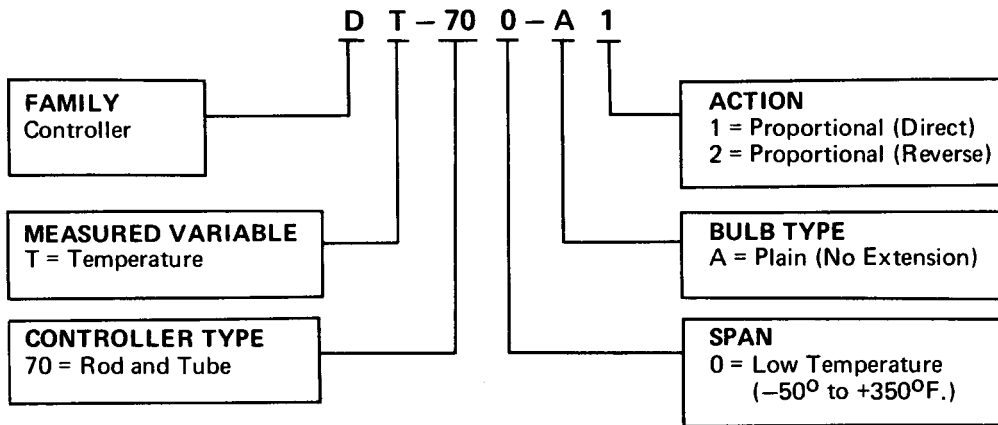 D T – 70 0 – A 1
FAMILY
Controller
MEASURED VARIABLE
T = Temperature
CONTROLLER TYPE
70 = Rod and Tube
ACTION
1 = Proportional (Direct)
2 = Proportional (Reverse)
BULB TYPE
A = Plain (No Extension)
SPAN
0 = Low Temperature
(–50° to +350°F.)